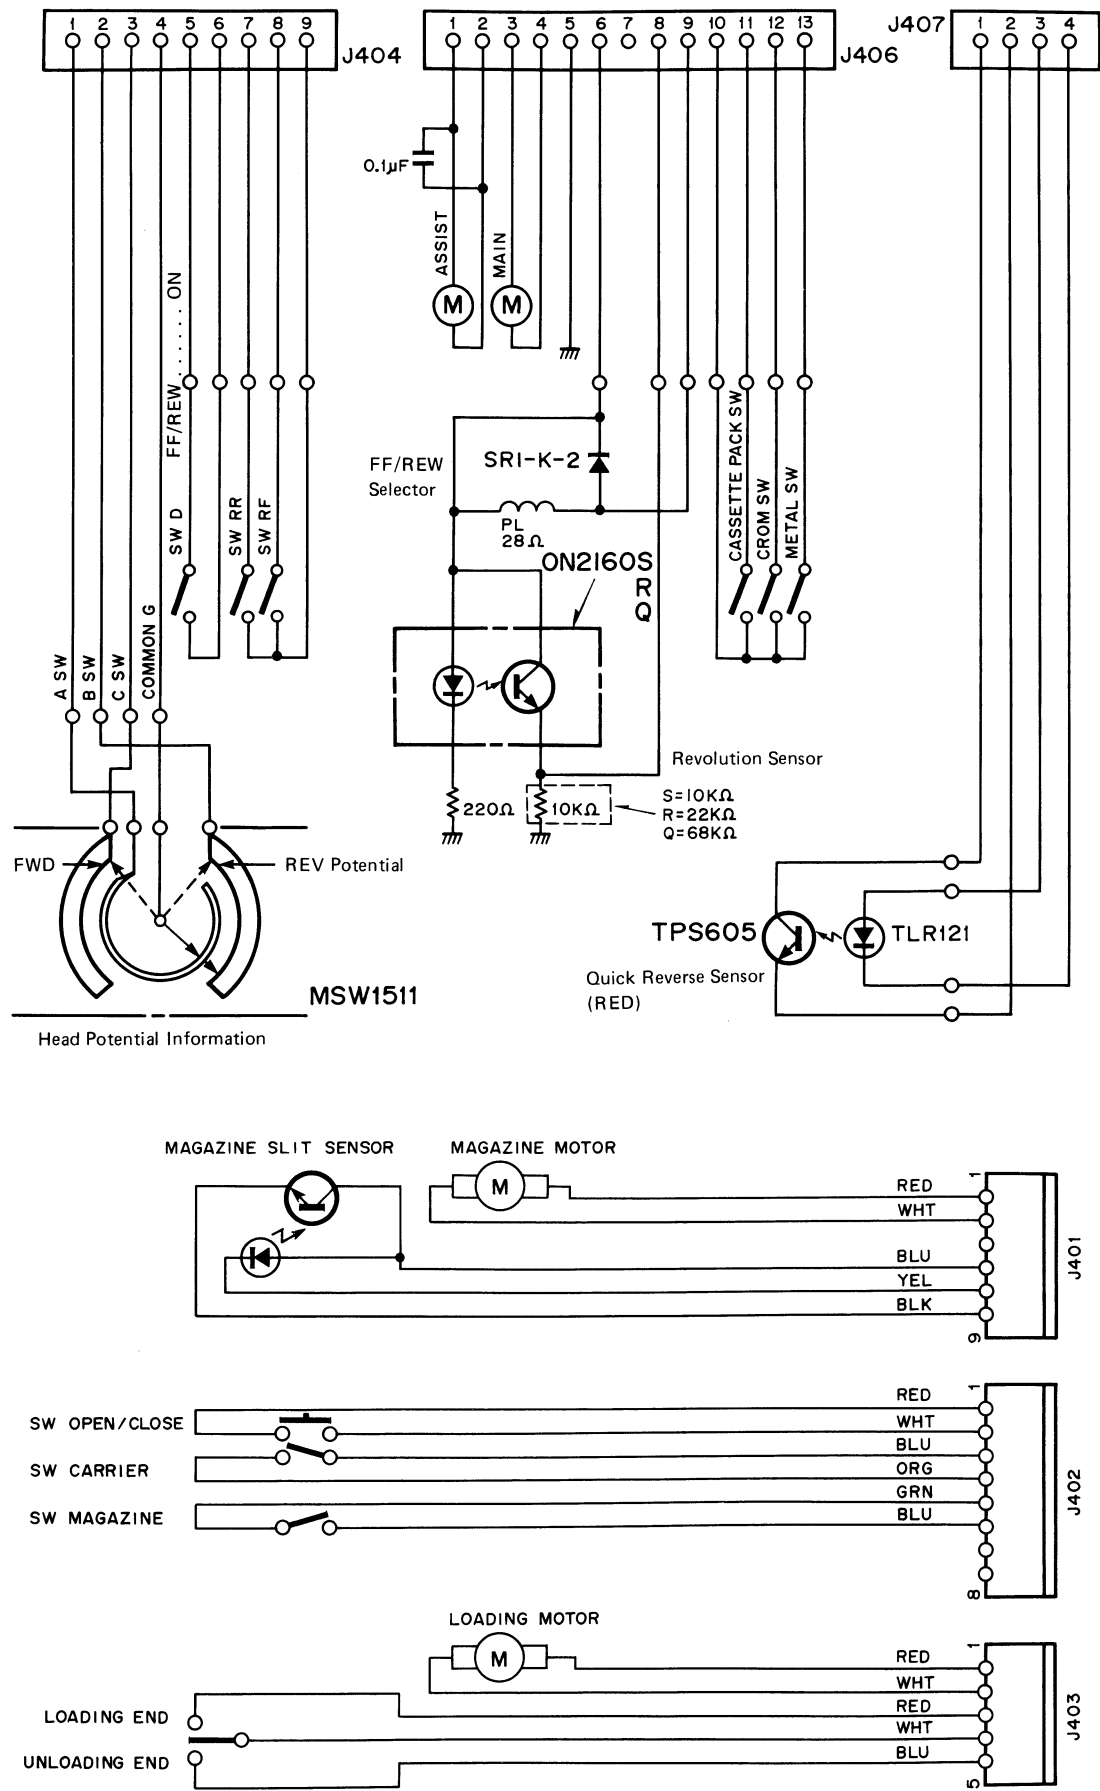 1 2 3 4 5 6 7 8 9
J404
1 2 3 4 5 6 7 8 9 10 11 12 13
J406
J407
1 2 3 4
0.1µF
ASSIST
MAIN
M
M
FF/REW......ON
SW D
SW RR
SW RF
A SW
B SW
C SW
COMMON G
FF/REW
Selector
SR1-K-2
PL
28Ω
ON2160S
R
Q
CASSETTE PACK SW
CROM SW
METAL SW
Revolution Sensor
220Ω
10KΩ
S=10KΩ
R=22KΩ
Q=68KΩ
FWD
REV Potential
MSW1511
Head Potential Information
TPS605
TLR121
Quick Reverse Sensor
(RED)
MAGAZINE SLIT SENSOR
MAGAZINE MOTOR
M
RED
WHT
BLU
YEL
BLK
1
9
J401
SW OPEN/CLOSE
SW CARRIER
SW MAGAZINE
RED
WHT
BLU
ORG
GRN
BLU
1
8
J402
LOADING MOTOR
M
LOADING END
UNLOADING END
RED
WHT
RED
WHT
BLU
1
5
J403